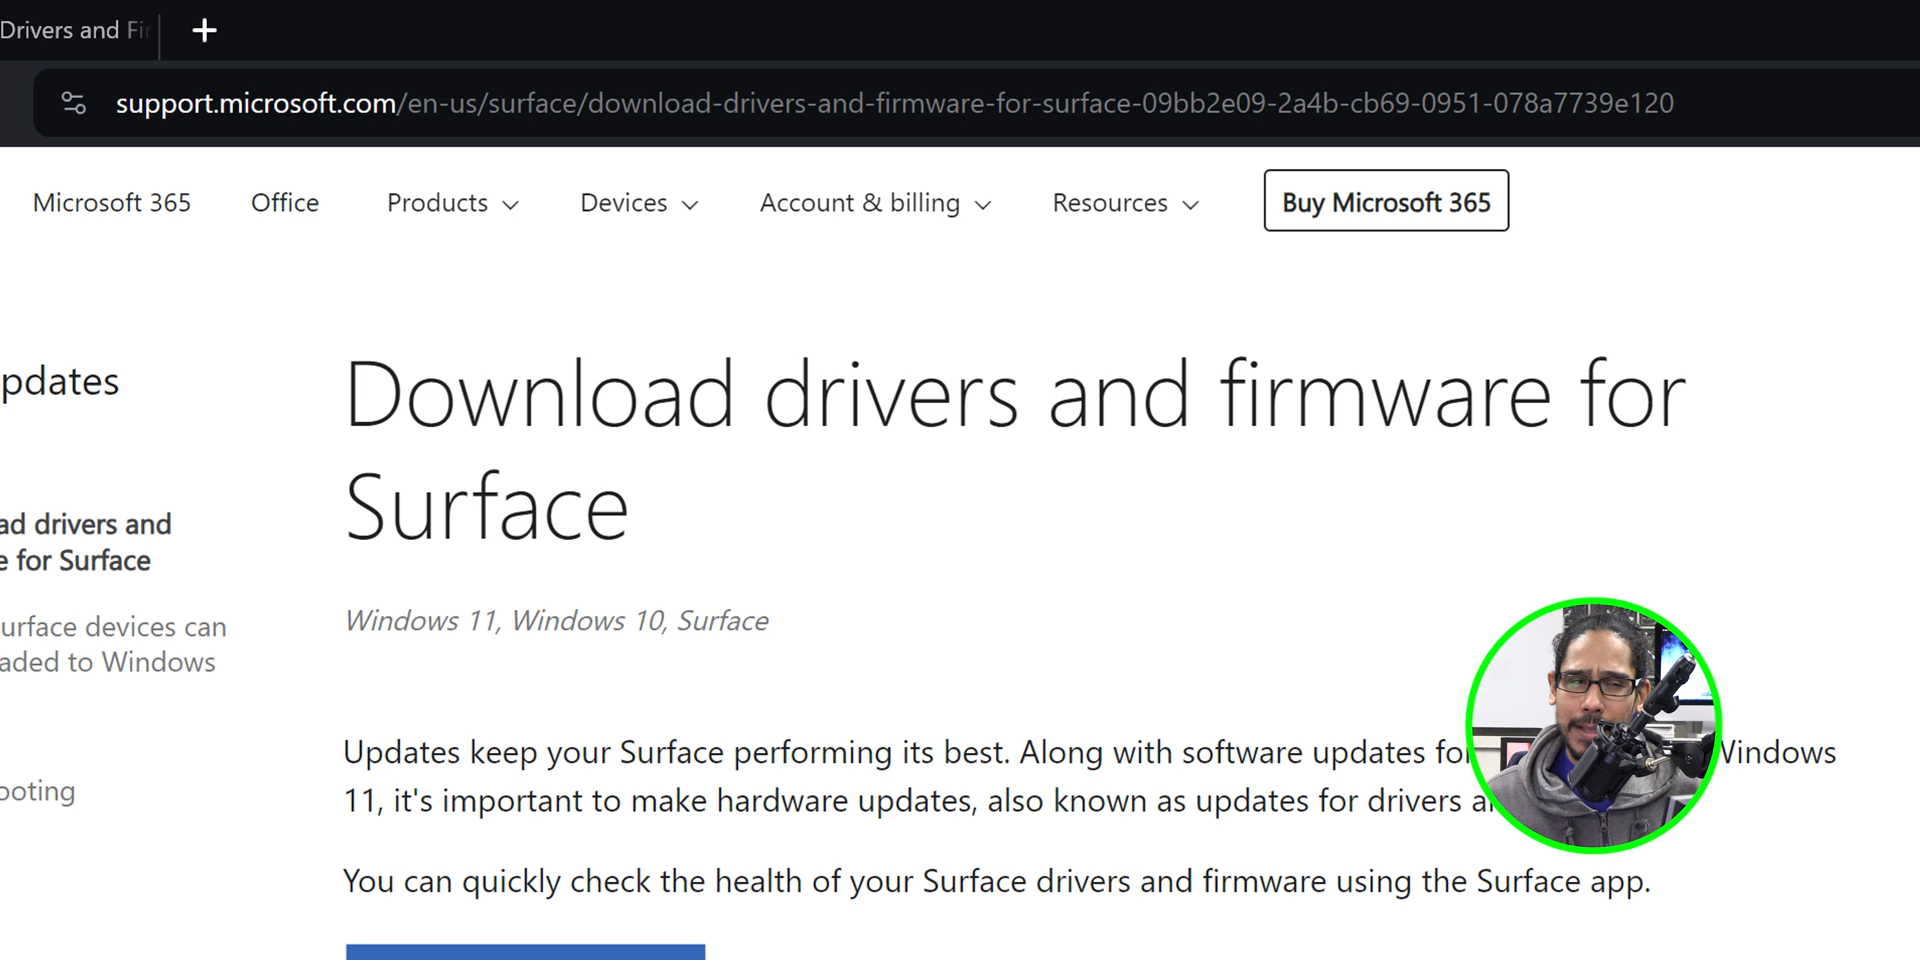 Drivers and Fi
support.microsoft.com/en-us/surface/download-drivers-and-firmware-for-surface-09bb2e09-2a4b-cb69-0951-078a7739e120
Microsoft 365 Office Products Devices Account & billing Resources Buy Microsoft 365
pdates
ad drivers and
e for Surface
urface devices can
aded to Windows
ooting
Download drivers and firmware for
Surface
Windows 11, Windows 10, Surface
Updates keep your Surface performing its best. Along with software updates for Windows
11, it's important to make hardware updates, also known as updates for drivers
You can quickly check the health of your Surface drivers and firmware using the Surface app.